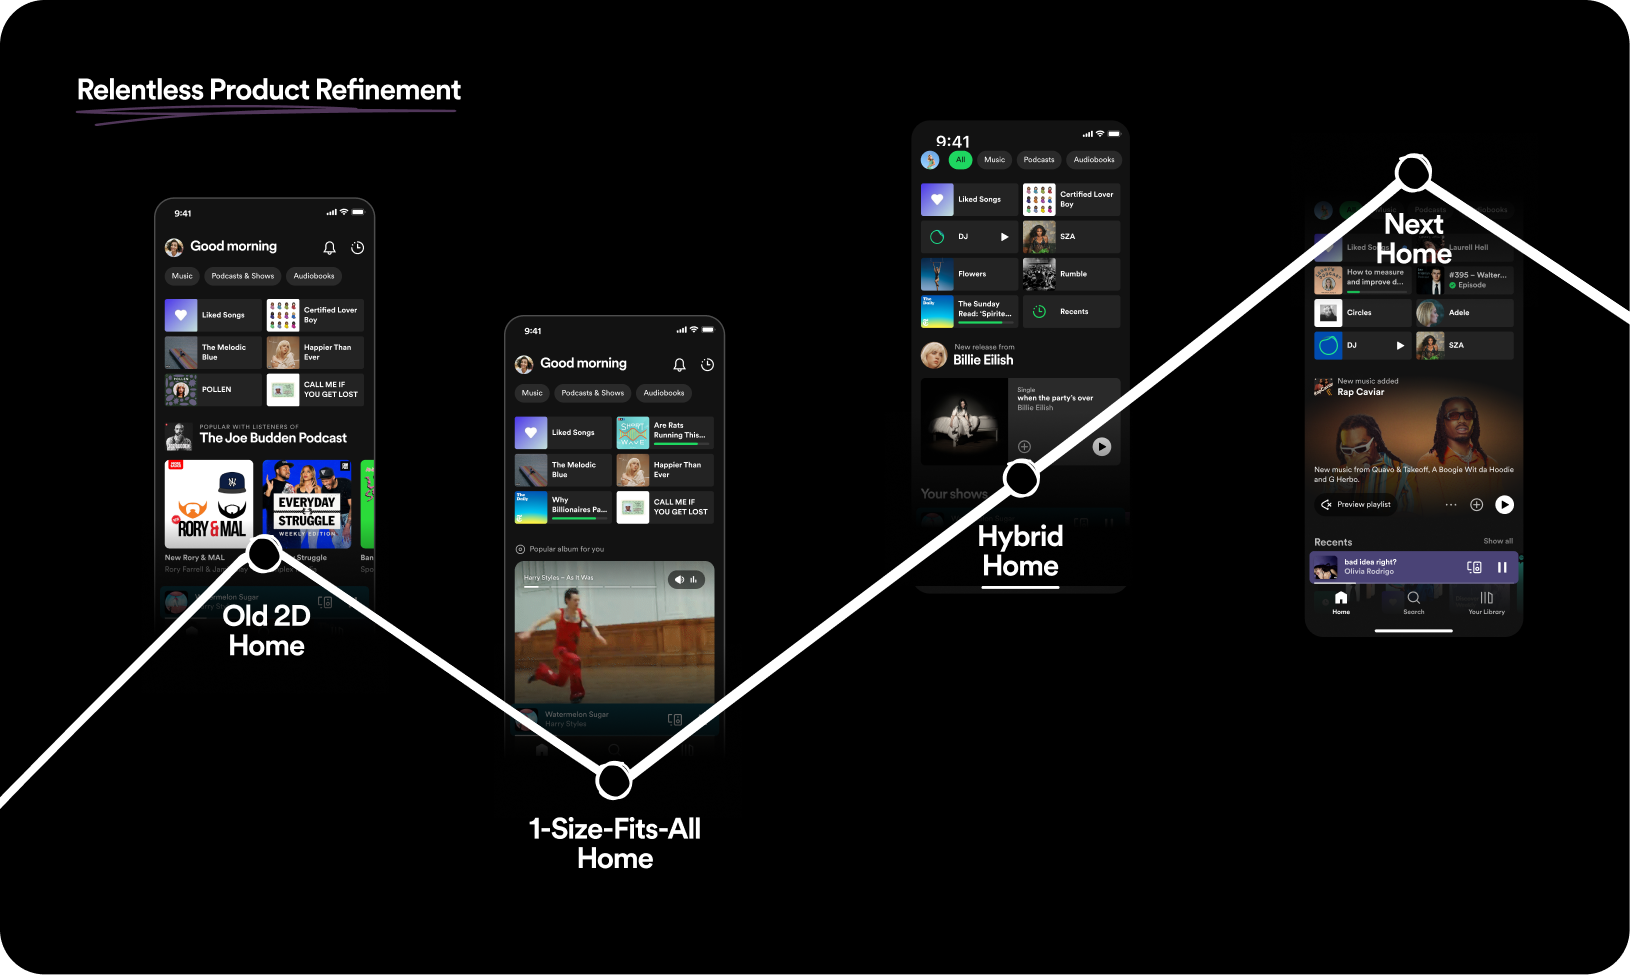 Relentless Product Refinement
9:41
Good morning
Music
Podcasts & Shows
Audiobooks
Liked Songs
Certified Lover
Boy
The Melodic
Blue
Happier Than
Ever
POLLEN
CALL ME IF
YOU GET LOST
POPULAR WITH LISTENERS OF
The Joe Budden Podcast
NEW
RORY & MAL
EVERYDAY
STRUGGLE
WEEKLY EDITION
New Rory & MAL
Struggle
Ban
Rory Farrell & Ja
Spo
Watermelon Sugar
Old 2D
Home
9:41
Good morning
Music
Podcasts & Shows
Audiobooks
Liked Songs
SHORT
WAVE
Are Rats
Running This...
The Melodic
Blue
Happier Than
Ever
The
Daily
Why
Billionaires Pa...
CALL ME IF
YOU GET LOST
Popular album for you
Harry Styles – As It Was
Watermelon Sugar
Harry Styles
1-Size-Fits-All
Home
9:41
All
Music
Podcasts
Audiobooks
Liked Songs
Certified Lover
Boy
DJ
SZA
Flowers
Rumble
The
Daily
The Sunday
Read: 'Spirite...
Recents
New release from
Billie Eilish
Single
when the party's over
Billie Eilish
Your shows
Hybrid
Home
Next
Home
Podcasts
Liked So
Laurell Hell
How to measure
and improve d...
#395 – Walter...
Episode
Circles
Adele
DJ
SZA
New music added
Rap Caviar
New music from Quavo & Takeoff, A Boogie Wit da Hoodie
and G Herbo.
Preview playlist
Recents
Show all
bad idea right?
Olivia Rodrigo
Home
Search
Your Library